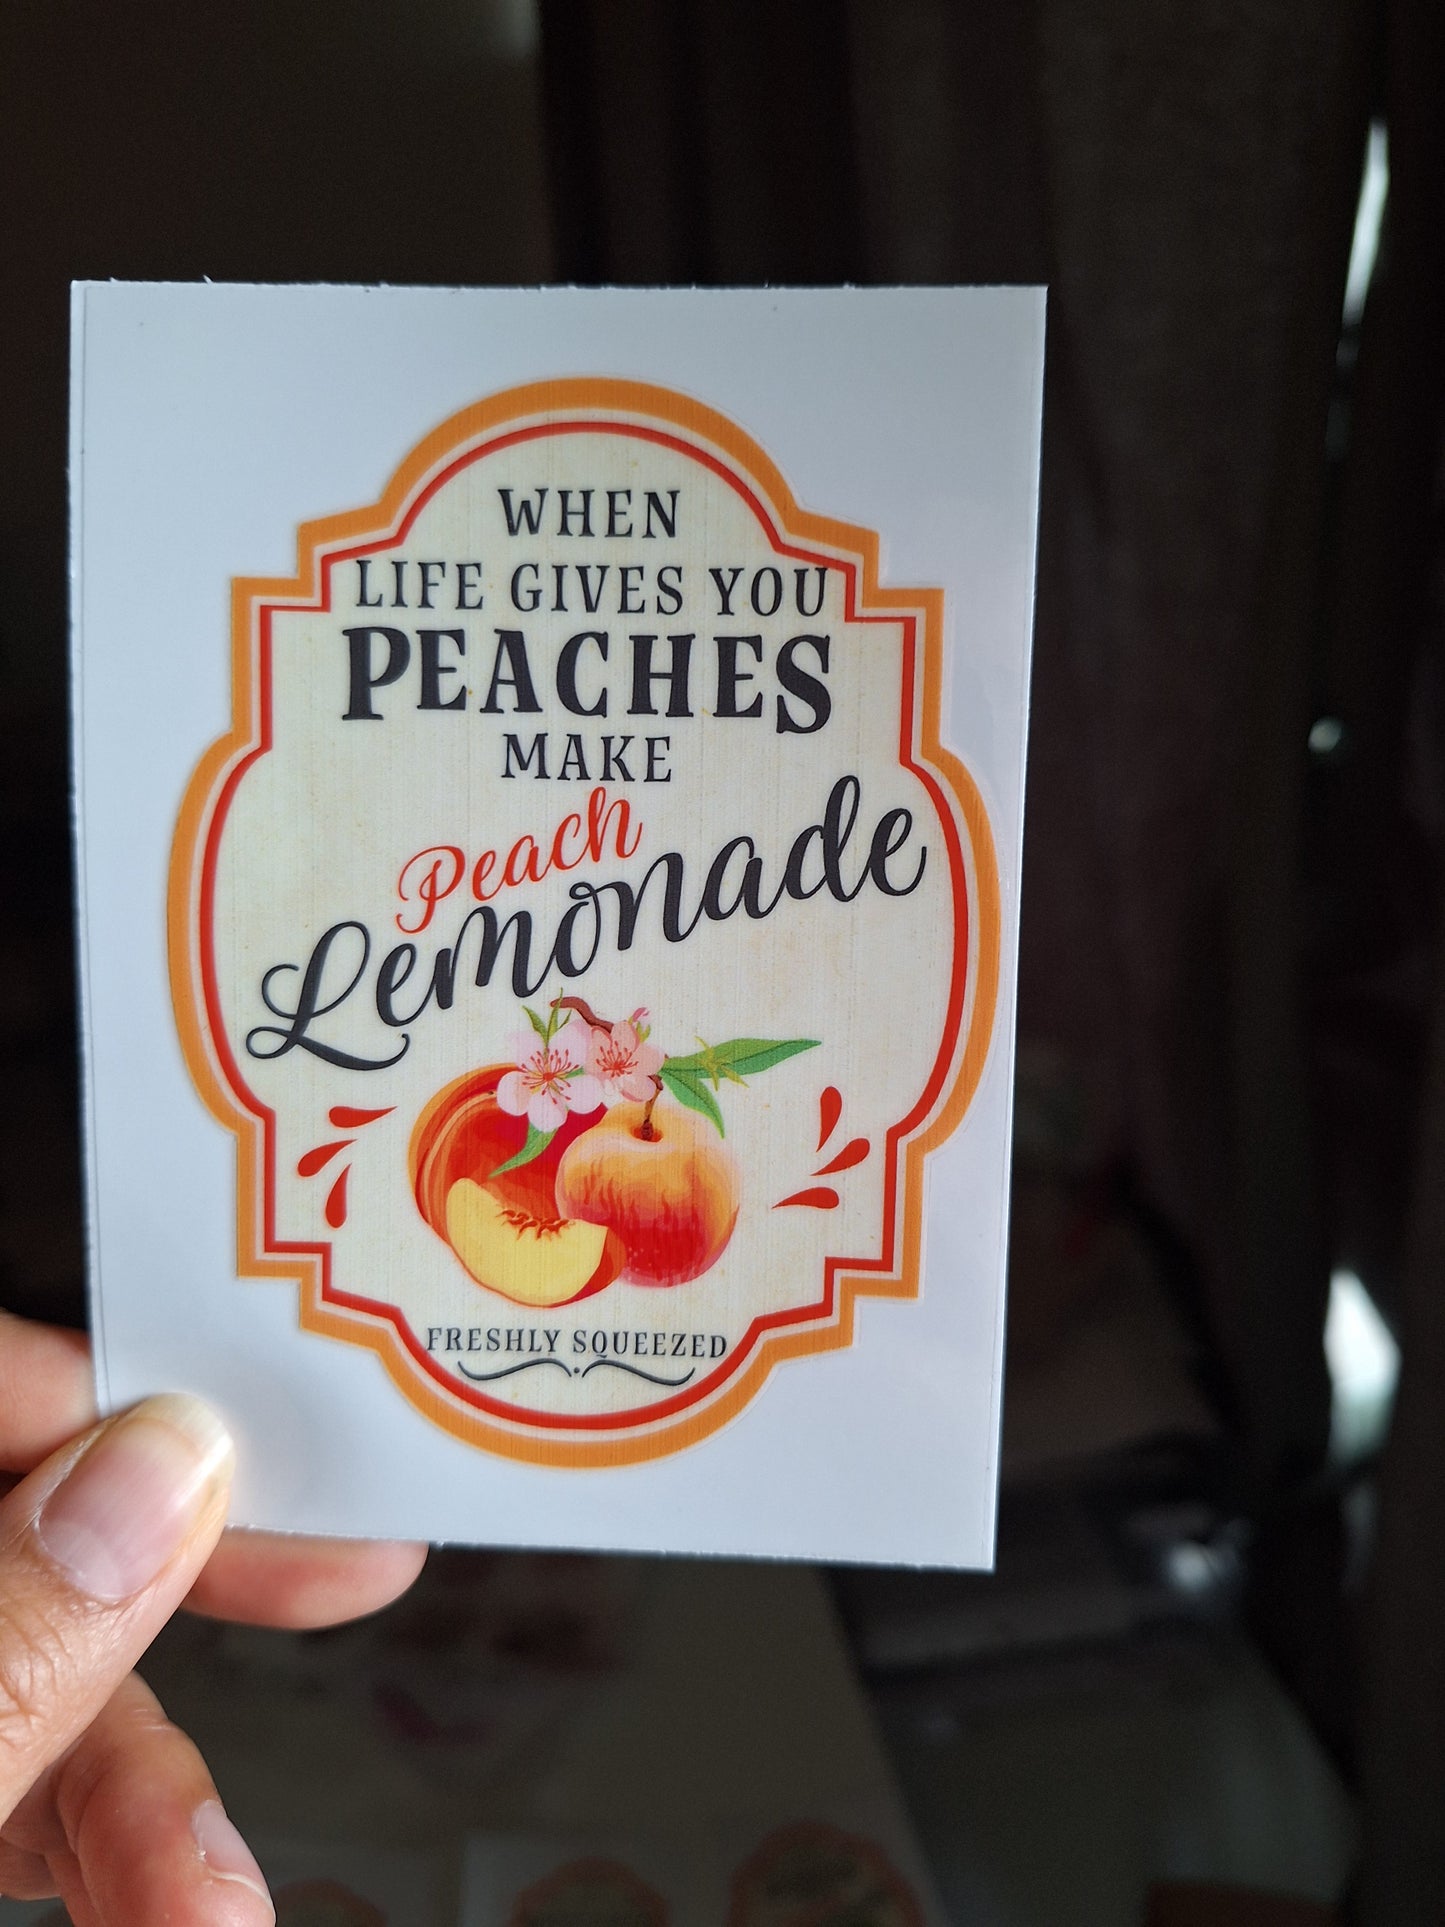 WHEN
LIFE GIVES YOU
PEACHES
MAKE
Peach
Lemonade
FRESHLY SQUEEZED